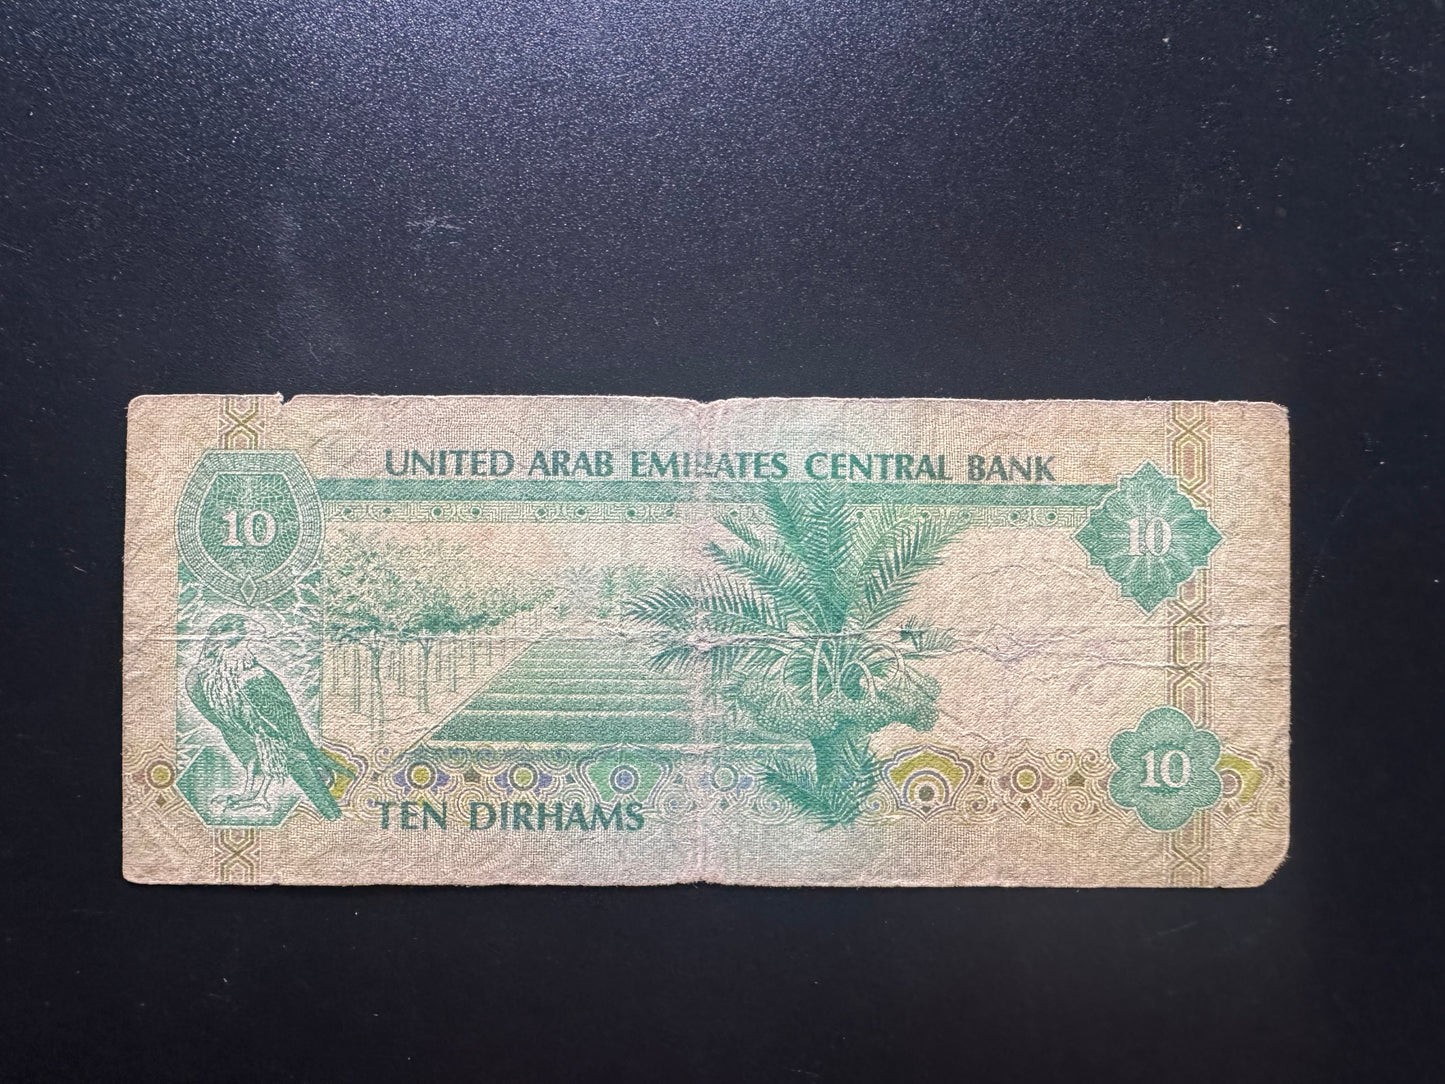 UNITED ARAB EMIRATES CENTRAL BANK
10
10
10
TEN DIRHAMS